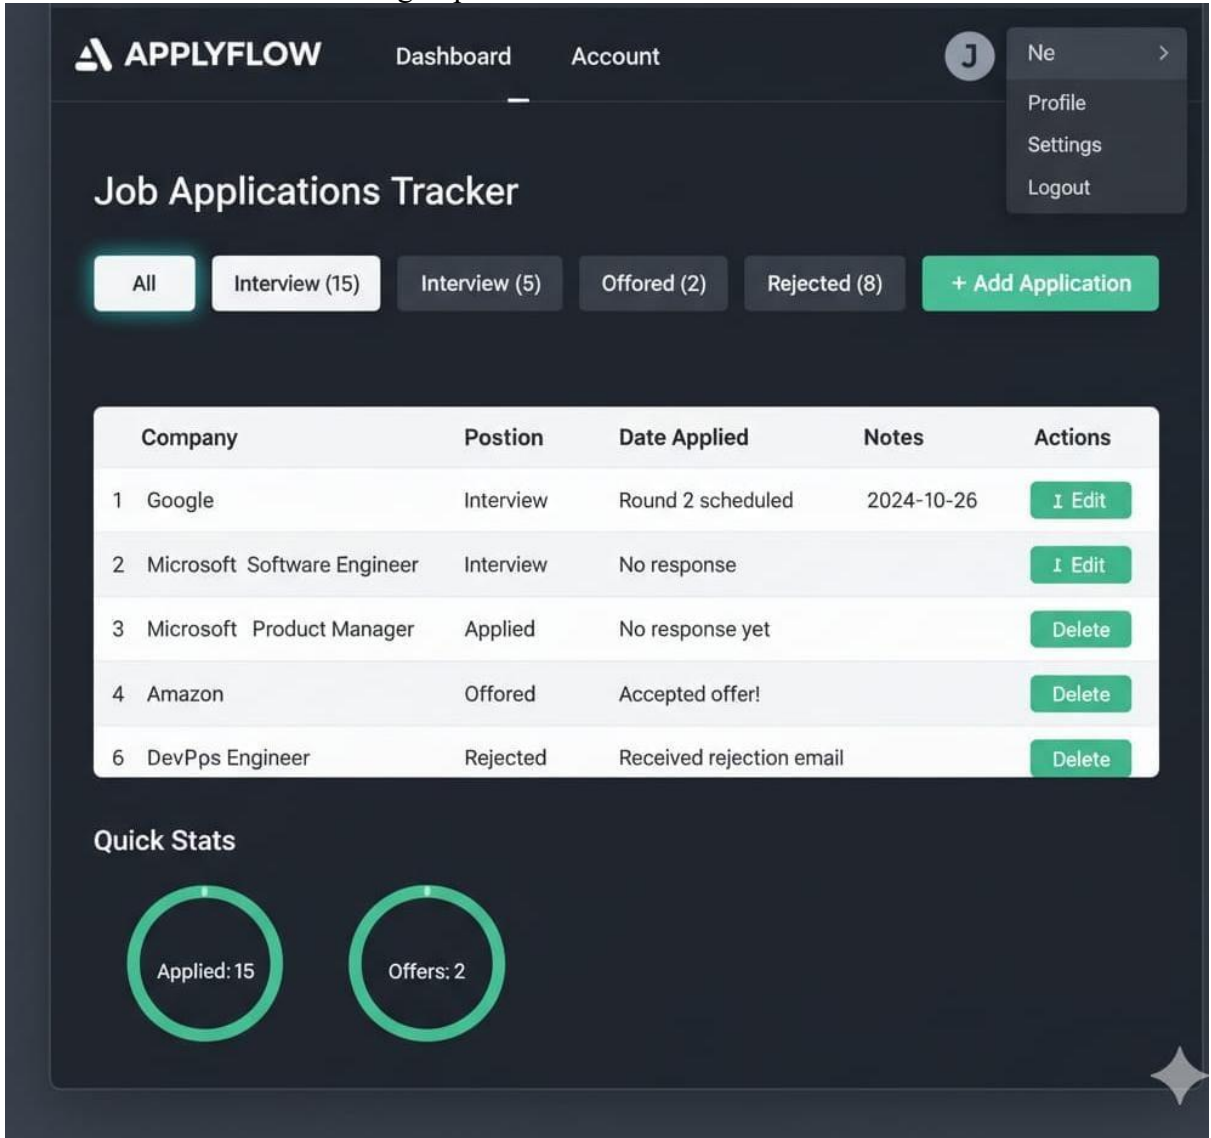 APPLYFLOW Dashboard Account J Ne >
Profile
Settings
Logout
Job Applications Tracker
All Interview (15) Interview (5) Offored (2) Rejected (8) + Add Application
Company Postion Date Applied Notes Actions
1 Google Interview Round 2 scheduled 2024-10-26 I Edit
2 Microsoft Software Engineer Interview No response I Edit
3 Microsoft Product Manager Applied No response yet Delete
4 Amazon Offored Accepted offer! Delete
6 DevPps Engineer Rejected Received rejection email Delete
Quick Stats
Applied: 15 Offers: 2